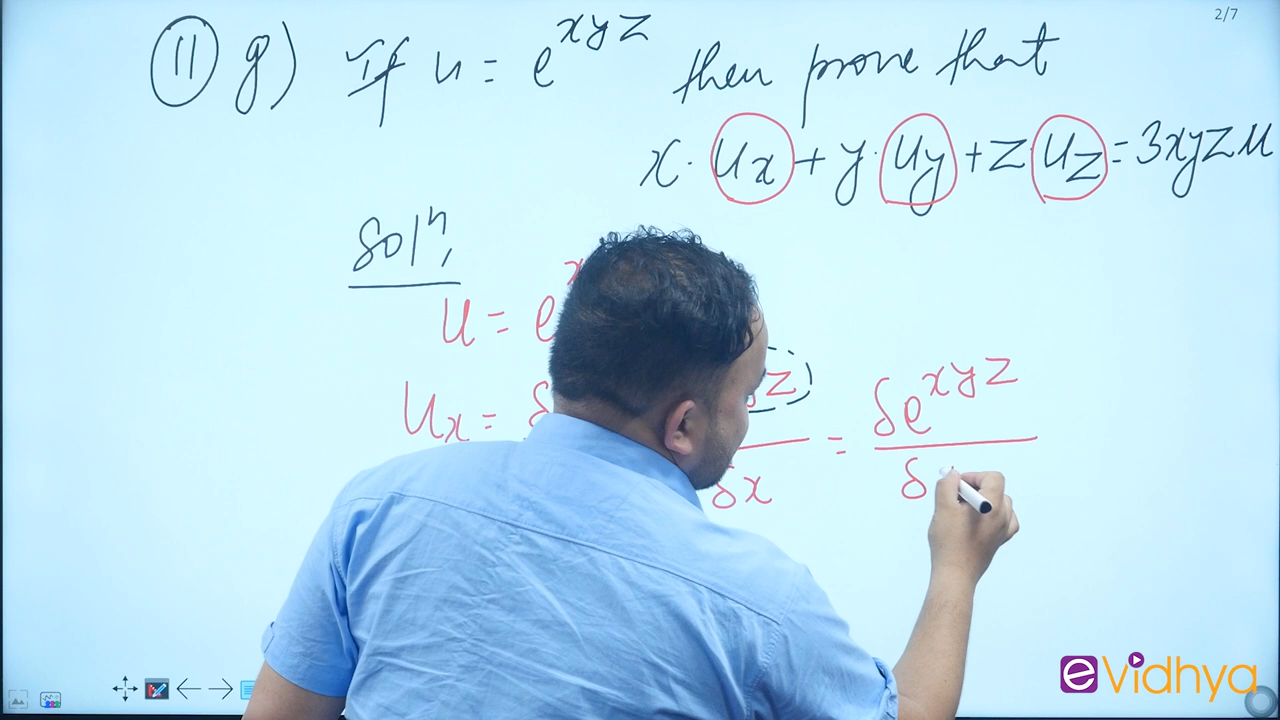 2/7
11 g) If u = e^xyz then prove that
x. ux + y. uy + z uz = 3xyzu
Solⁿ,
u = e
ux = δ z / δx = δe^xyz / δ
eVidhya